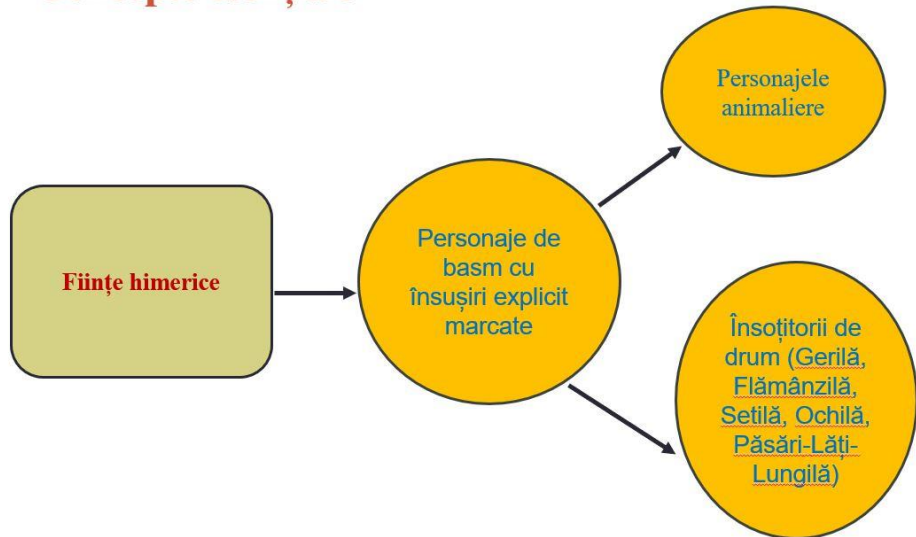 Ființe himerice
Personaje de
basm cu
însușiri explicit
marcate
Personajele
animaliere
Însoțitorii de
drum (Gerilă,
Flămânzilă,
Setilă, Ochilă,
Păsări-Lăți-
Lungilă)